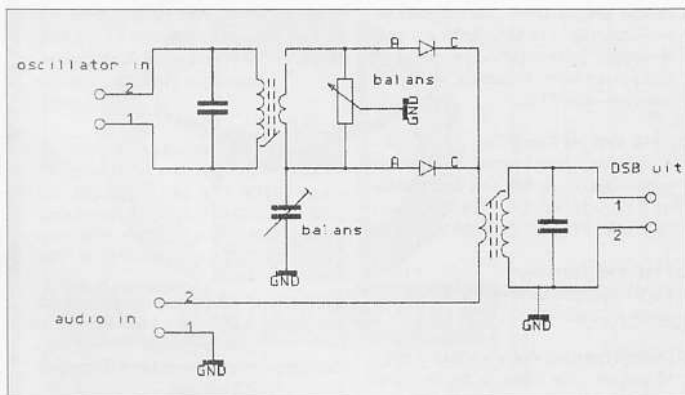 A C
oscillator in
balans
2
GND
1
A C
DSB uit
1
balans
2
GND
2
GND
audio in
1
GND